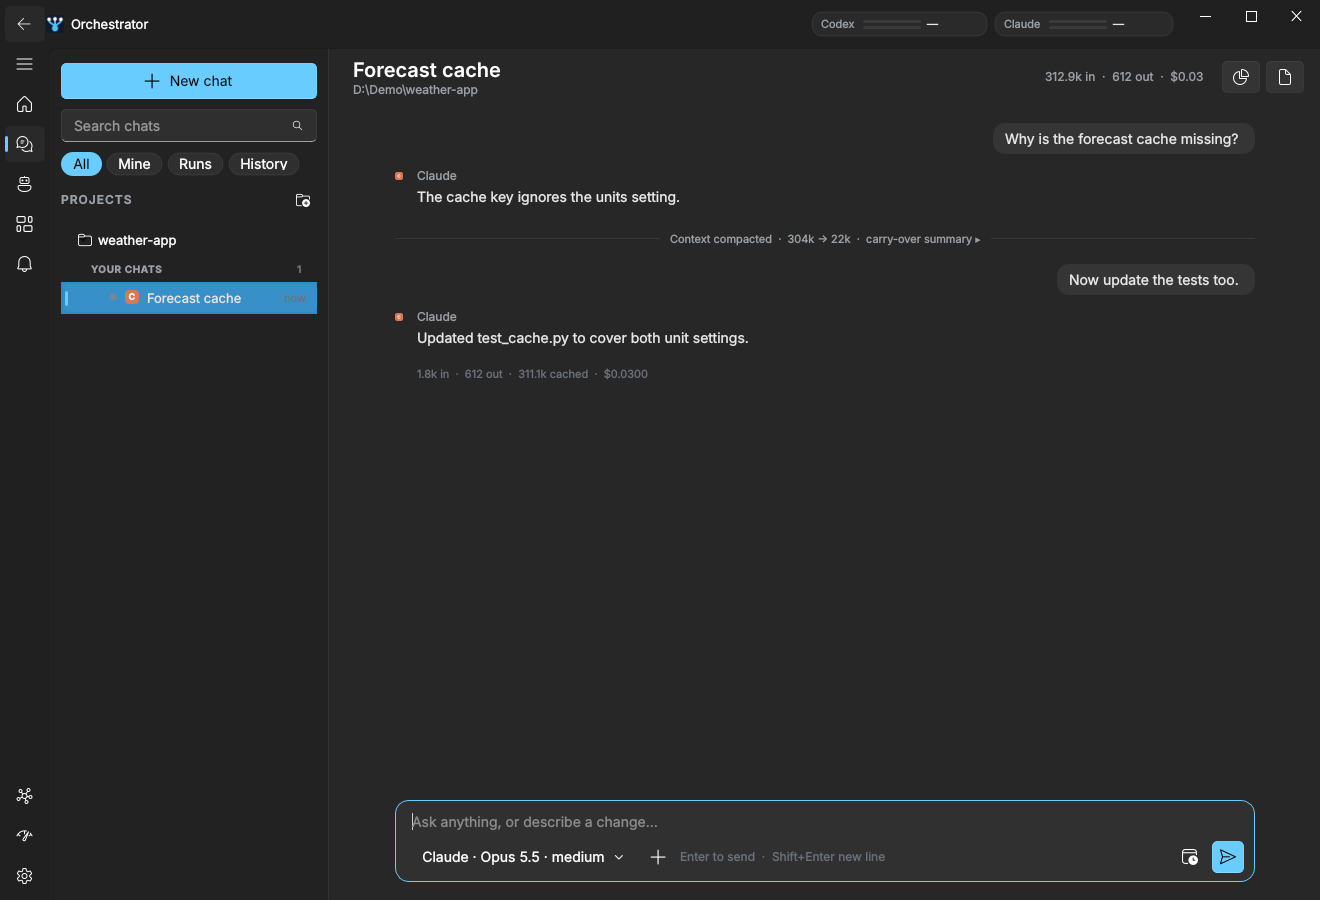 Orchestrator
Codex —
Claude —
New chat
Search chats
All Mine Runs History
PROJECTS
weather-app
YOUR CHATS 1
C Forecast cache now
Forecast cache
D:\Demo\weather-app
312.9k in · 612 out · $0.03
Why is the forecast cache missing?
C Claude
The cache key ignores the units setting.
Context compacted · 304k → 22k · carry-over summary ▸
Now update the tests too.
C Claude
Updated test_cache.py to cover both unit settings.
1.8k in · 612 out · 311.1k cached · $0.0300
Ask anything, or describe a change...
Claude · Opus 5.5 · medium
Enter to send · Shift+Enter new line